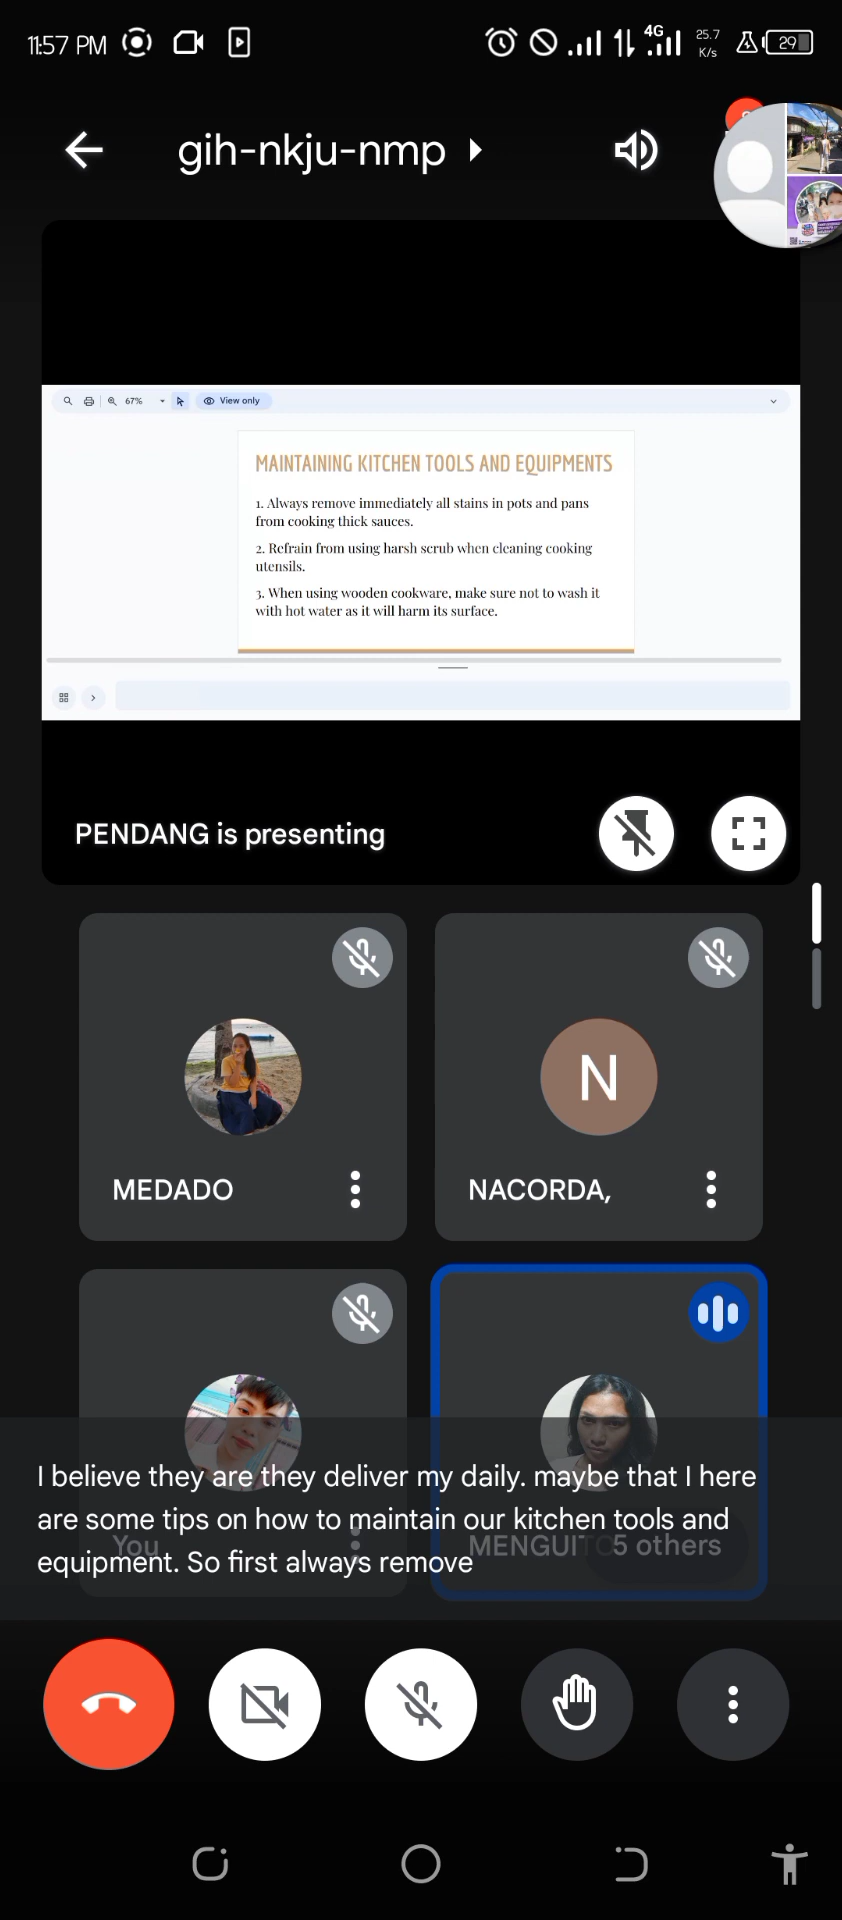 11:57 PM 4G 25.7 K/s 29
gih-nkju-nmp
67% View only
MAINTAINING KITCHEN TOOLS AND EQUIPMENTS
1. Always remove immediately all stains in pots and pans
from cooking thick sauces.
2. Refrain from using harsh scrub when cleaning cooking
utensils.
3. When using wooden cookware, make sure not to wash it
with hot water as it will harm its surface.
PENDANG is presenting
N
MEDADO
NACORDA,
I believe they are they deliver my daily. maybe that I here
are some tips on how to maintain our kitchen tools and
You MENGUITO 5 others
equipment. So first always remove